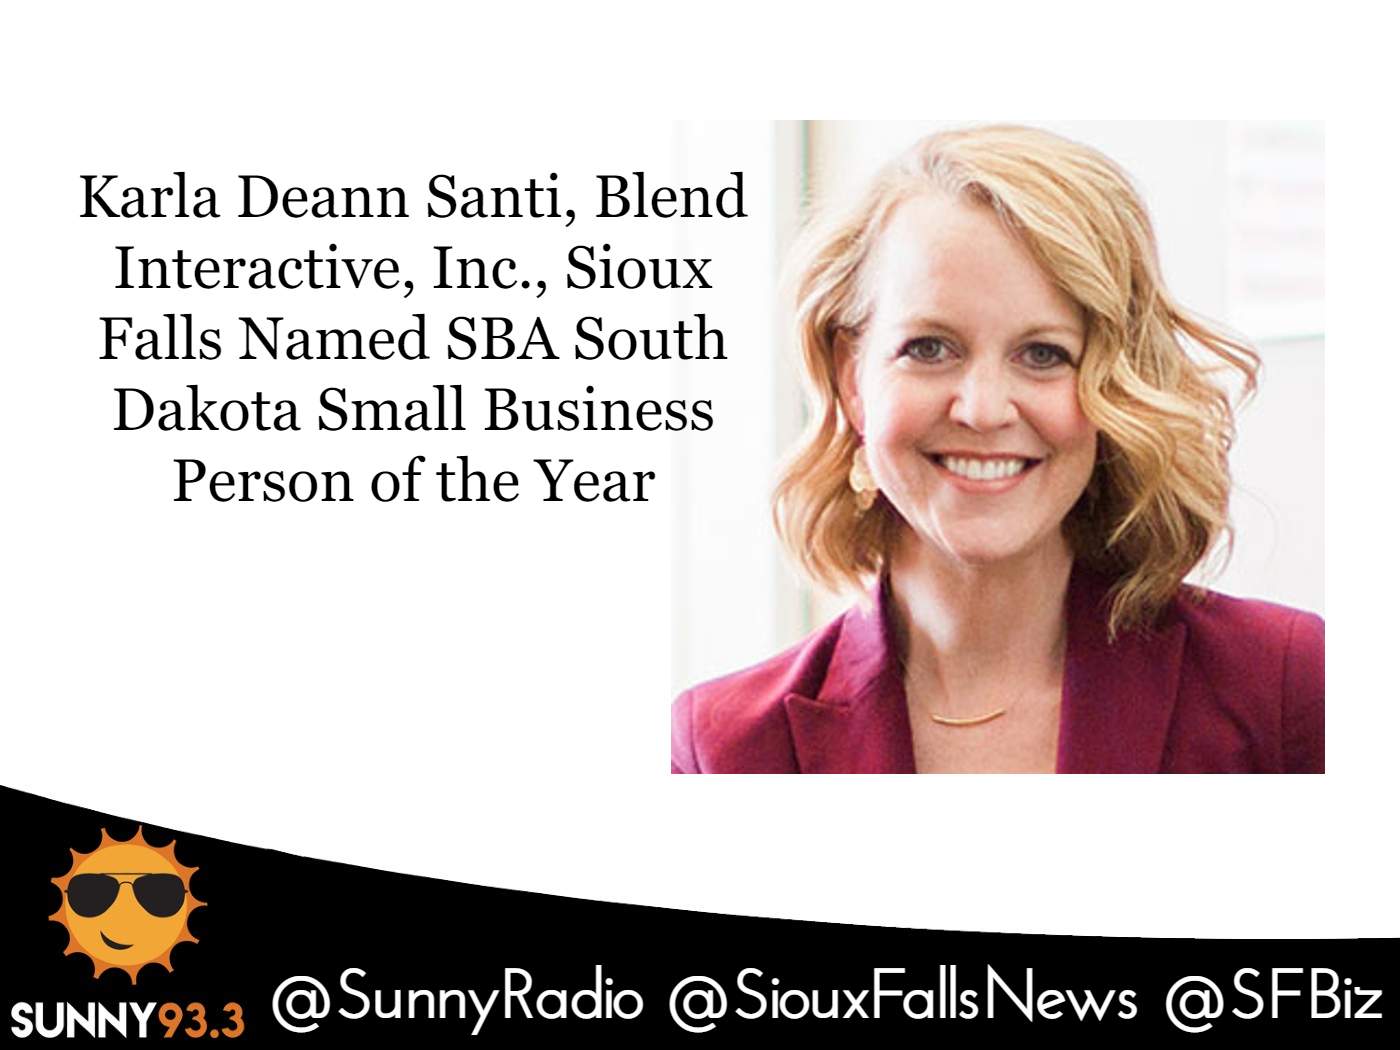 Karla Deann Santi, Blend
Interactive, Inc., Sioux
Falls Named SBA South
Dakota Small Business
Person of the Year
SUNNY93.3
@SunnyRadio @SiouxFallsNews @SFBiz